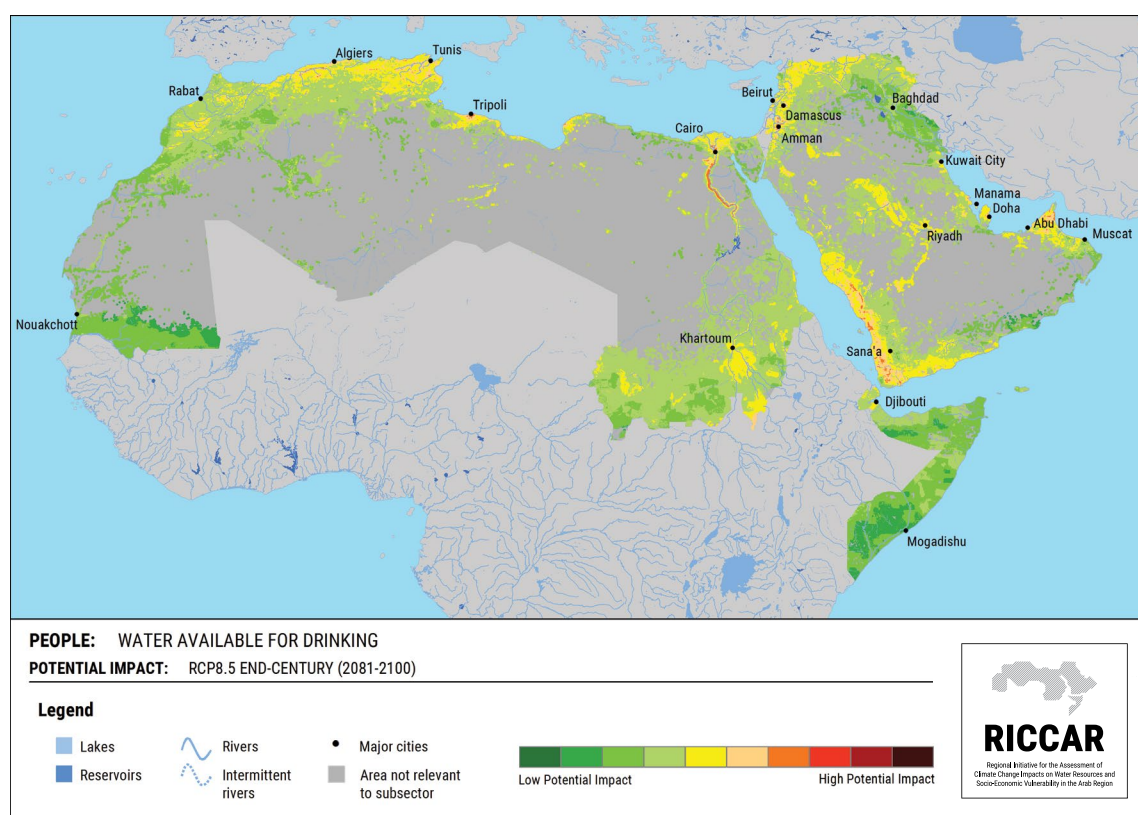 Algiers
Tunis
Rabat
Tripoli
Beirut
Baghdad
Damascus
Cairo
Amman
Kuwait City
Manama
Doha
Abu Dhabi
Riyadh
Muscat
Nouakchott
Khartoum
Sana'a
Djibouti
Mogadishu
PEOPLE: WATER AVAILABLE FOR DRINKING
POTENTIAL IMPACT: RCP8.5 END-CENTURY (2081-2100)
Legend
Lakes
Reservoirs
Rivers
Intermittent
rivers
Major cities
Area not relevant
to subsector
Low Potential Impact
High Potential Impact
RICCAR
Regional Initiative for the Assessment of
Climate Change Impacts on Water Resources and
Socio-Economic Vulnerability in the Arab Region